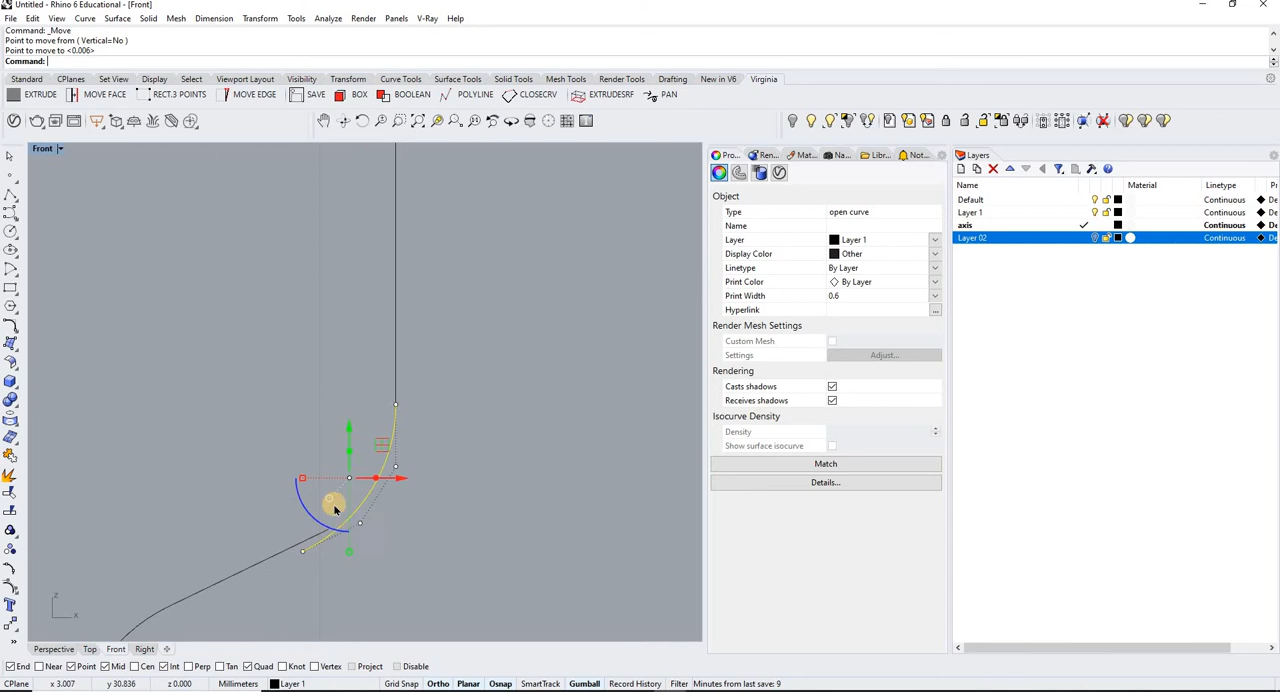 Untitled - Rhino 6 Educational - [Front]
File Edit View Curve Surface Solid Mesh Dimension Transform Tools Analyze Render Panels V-Ray Help
Command: _Move
Point to move from ( Vertical=No )
Point to move to <0.006>
Command:
Standard CPlanes Set View Display Select Viewport Layout Visibility Transform Curve Tools Surface Tools Solid Tools Mesh Tools Render Tools Drafting New in V6 Virginia
EXTRUDE MOVE FACE RECT.3 POINTS MOVE EDGE SAVE BOX BOOLEAN POLYLINE CLOSECRV EXTRUDESRF PAN
Front
Pro... Ren... Mat... Na... Libr... Not...
Layers
Object
Type open curve
Name
Layer Layer 1
Display Color Other
Linetype By Layer
Print Color By Layer
Print Width 0.6
Hyperlink ...
Render Mesh Settings
Custom Mesh
Settings Adjust...
Rendering
Casts shadows
Receives shadows
Isocurve Density
Density
Show surface isocurve
Match
Details...
Name Material Linetype Pi
Default Continuous De
Layer 1 Continuous De
axis Continuous De
Layer 02 Continuous De
z
x
Perspective Top Front Right
End Near Point Mid Cen Int Perp Tan Quad Knot Vertex Project Disable
CPlane x 3.007 y 30.836 z 0.000 Millimeters Layer 1 Grid Snap Ortho Planar Osnap SmartTrack Gumball Record History Filter Minutes from last save: 9